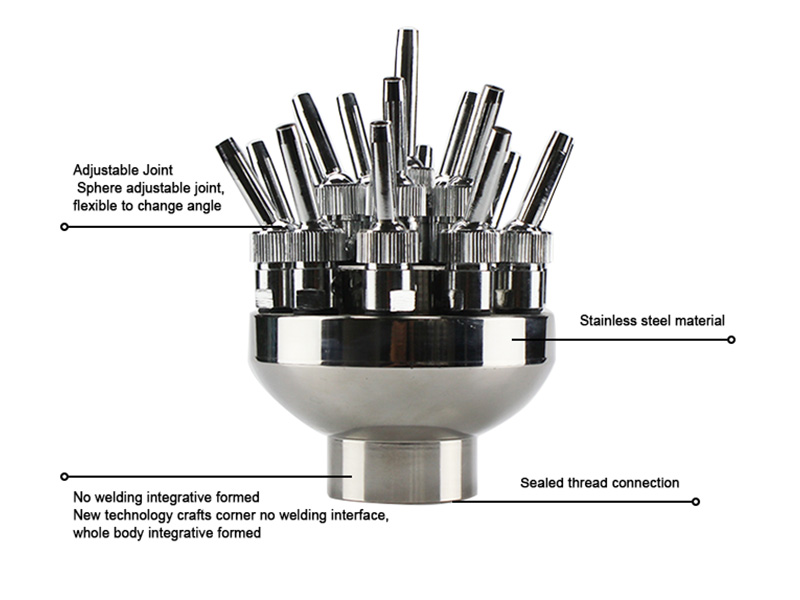 Adjustable Joint
Sphere adjustable joint,
flexible to change angle
Stainless steel material
Sealed thread connection
No welding integrative formed
New technology crafts corner no welding interface,
whole body integrative formed